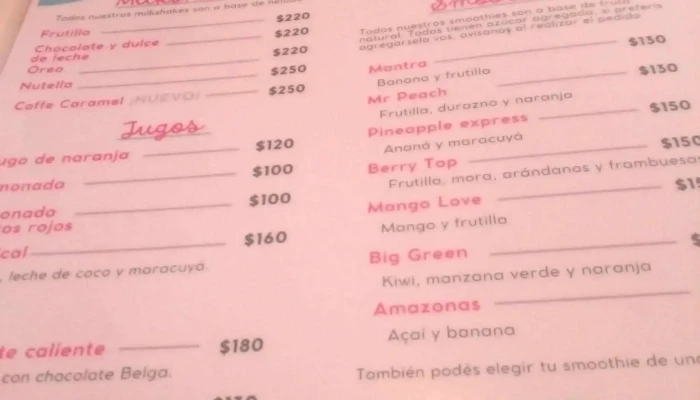 Todos nuestros milkshakes son a base de helado
Frutilla $220
Chocolate y dulce
de leche $220
Oreo $220
Nutella $250
Coffe Caramel ¡NUEVO! $250
Jugos
ugo de naranja $120
monada $100
onada
os rojos $100
cal $160
, leche de coco y maracuyá.
te caliente $180
con chocolate Belga.
Todos nuestros smoothies son a base de fruta
natural. Todos tienen azúcar agregada, si preferís
agregársela vos, avisanos al realizar el pedido
Mantra $130
Banana y frutilla
Mr Peach $130
Frutilla, durazno y naranja
Pineapple express $150
Ananá y maracuyá
Berry Top $150
Frutilla, mora, arándanos y frambuesa
Mango Love $15
Mango y frutilla
Big Green $
Kiwi, manzana verde y naranja
Amazonas
Açaí y banana
También podés elegir tu smoothie de una